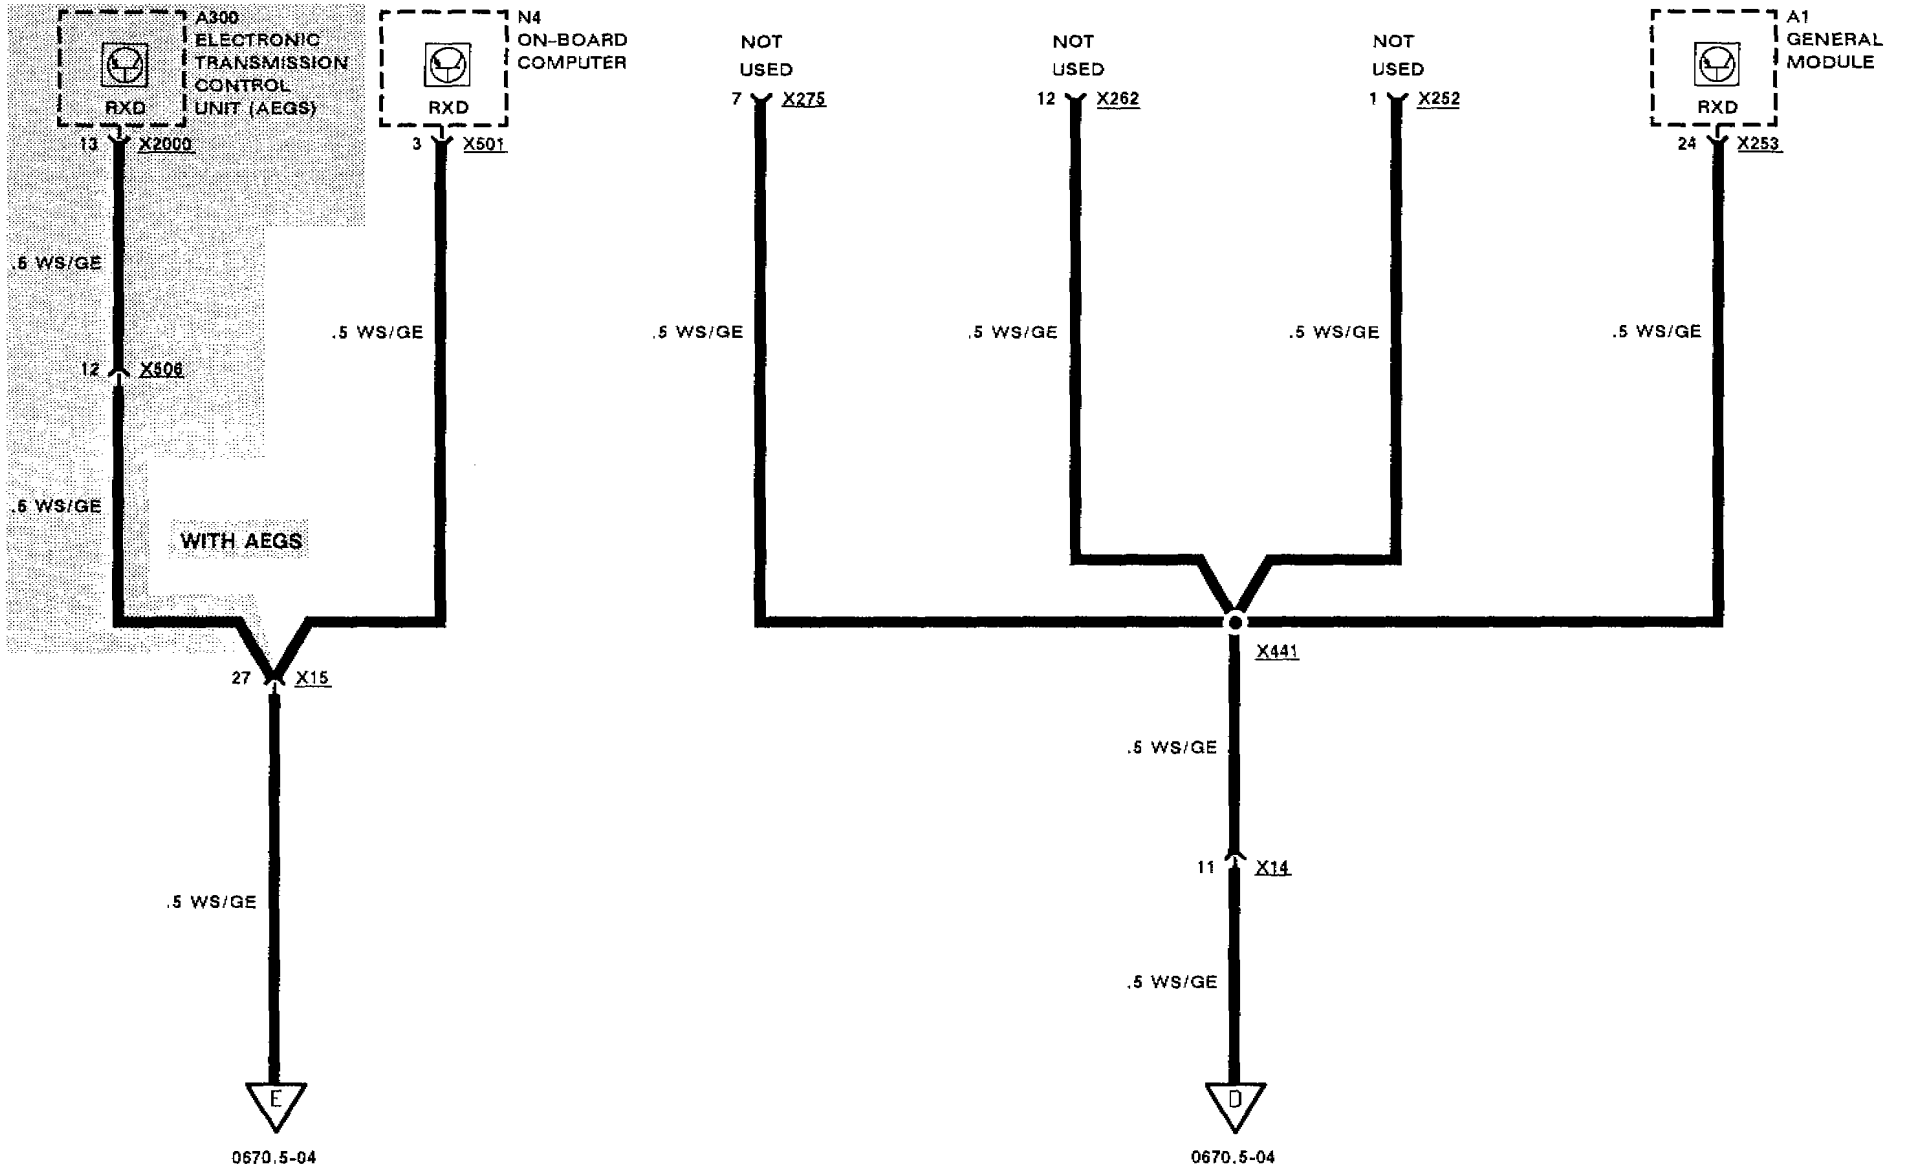 A300
ELECTRONIC
TRANSMISSION
CONTROL
UNIT (AEGS)
RXD
13 X2000
N4
ON-BOARD
COMPUTER
RXD
3 X501
NOT
USED
7 X275
NOT
USED
12 X262
NOT
USED
1 X252
A1
GENERAL
MODULE
RXD
24 X253
.5 WS/GE
.5 WS/GE
.5 WS/GE
.5 WS/GE
.5 WS/GE
.5 WS/GE
12 X506
.5 WS/GE
WITH AEGS
27 X15
X441
.5 WS/GE
11 X14
.5 WS/GE
.5 WS/GE
E
D
0670.5-04
0670.5-04